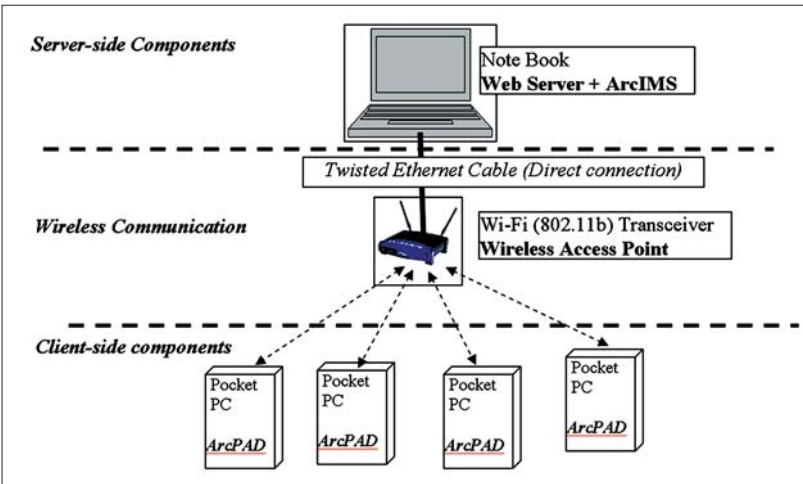 Server-side Components
Note Book
Web Server + ArcIMS
Twisted Ethernet Cable (Direct connection)
Wireless Communication
Wi-Fi (802.11b) Transceiver
Wireless Access Point
Client-side components
Pocket
PC
ArcPAD
Pocket
PC
ArcPAD
Pocket
PC
ArcPAD
Pocket
PC
ArcPAD